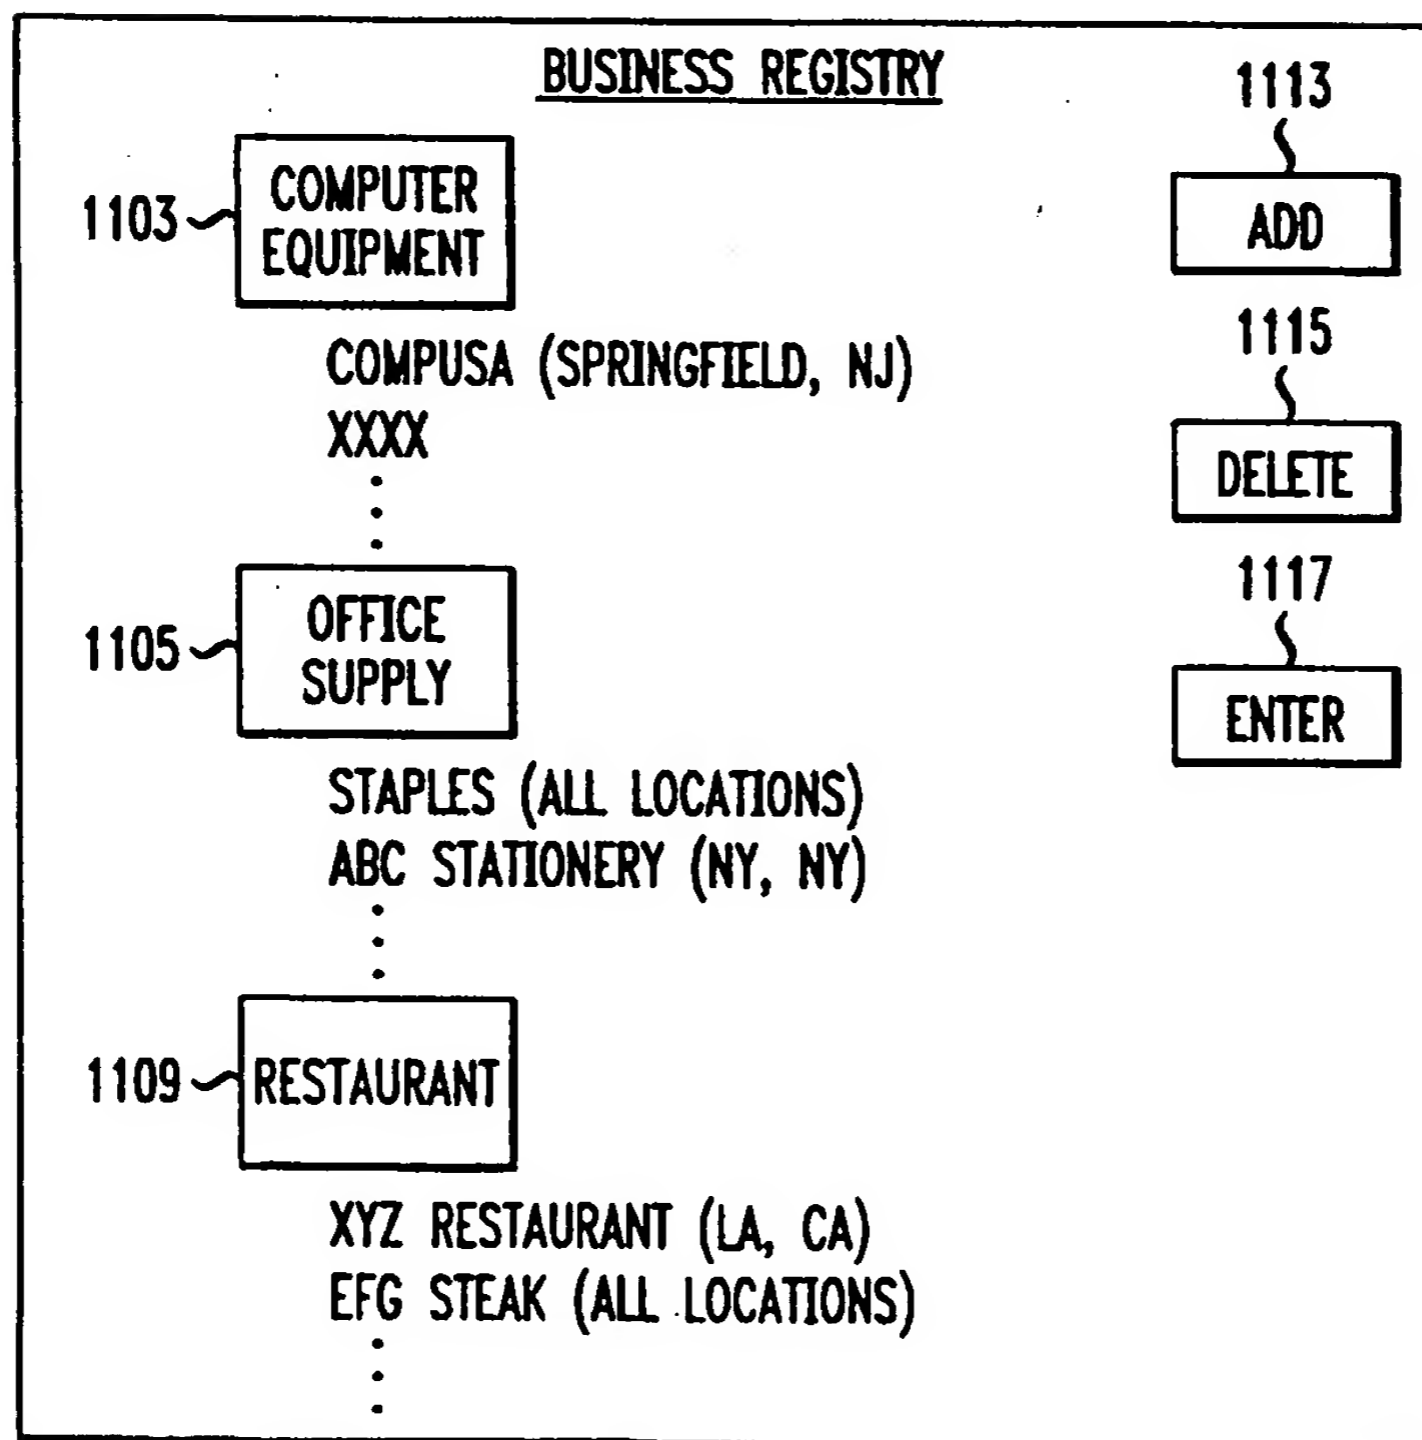 BUSINESS REGISTRY
1103
COMPUTER
EQUIPMENT
COMPUSA (SPRINGFIELD, NJ)
XXXX
1105
OFFICE
SUPPLY
STAPLES (ALL LOCATIONS)
ABC STATIONERY (NY, NY)
1109
RESTAURANT
XYZ RESTAURANT (LA, CA)
EFG STEAK (ALL LOCATIONS)
1113
ADD
1115
DELETE
1117
ENTER